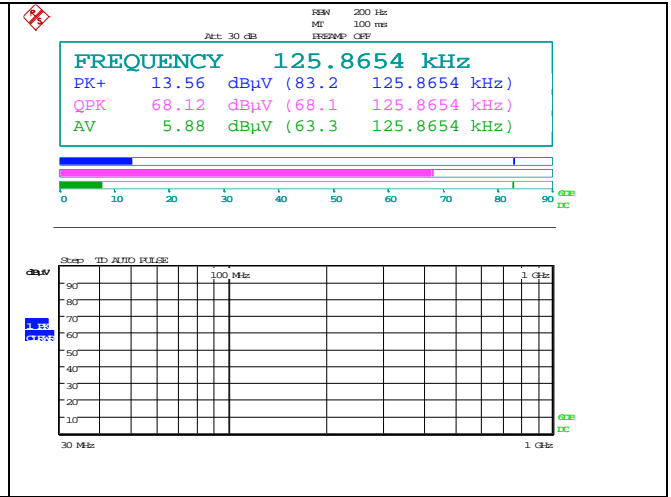 R S
RBW 200 Hz
MT 100 ms
Att 30 dB PREAMP OFF
FREQUENCY 125.8654 kHz
PK+ 13.56 dBµV (83.2 125.8654 kHz)
QPK 68.12 dBµV (68.1 125.8654 kHz)
AV 5.88 dBµV (63.3 125.8654 kHz)
0 10 20 30 40 50 60 70 80 90
6DB
DC
Step TD AUTO PULSE
dBµV
100 MHz 1 GHz
90
80
70
1 PK
CLRWR
60
50
40
30
20
10
6DB
DC
30 MHz 1 GHz